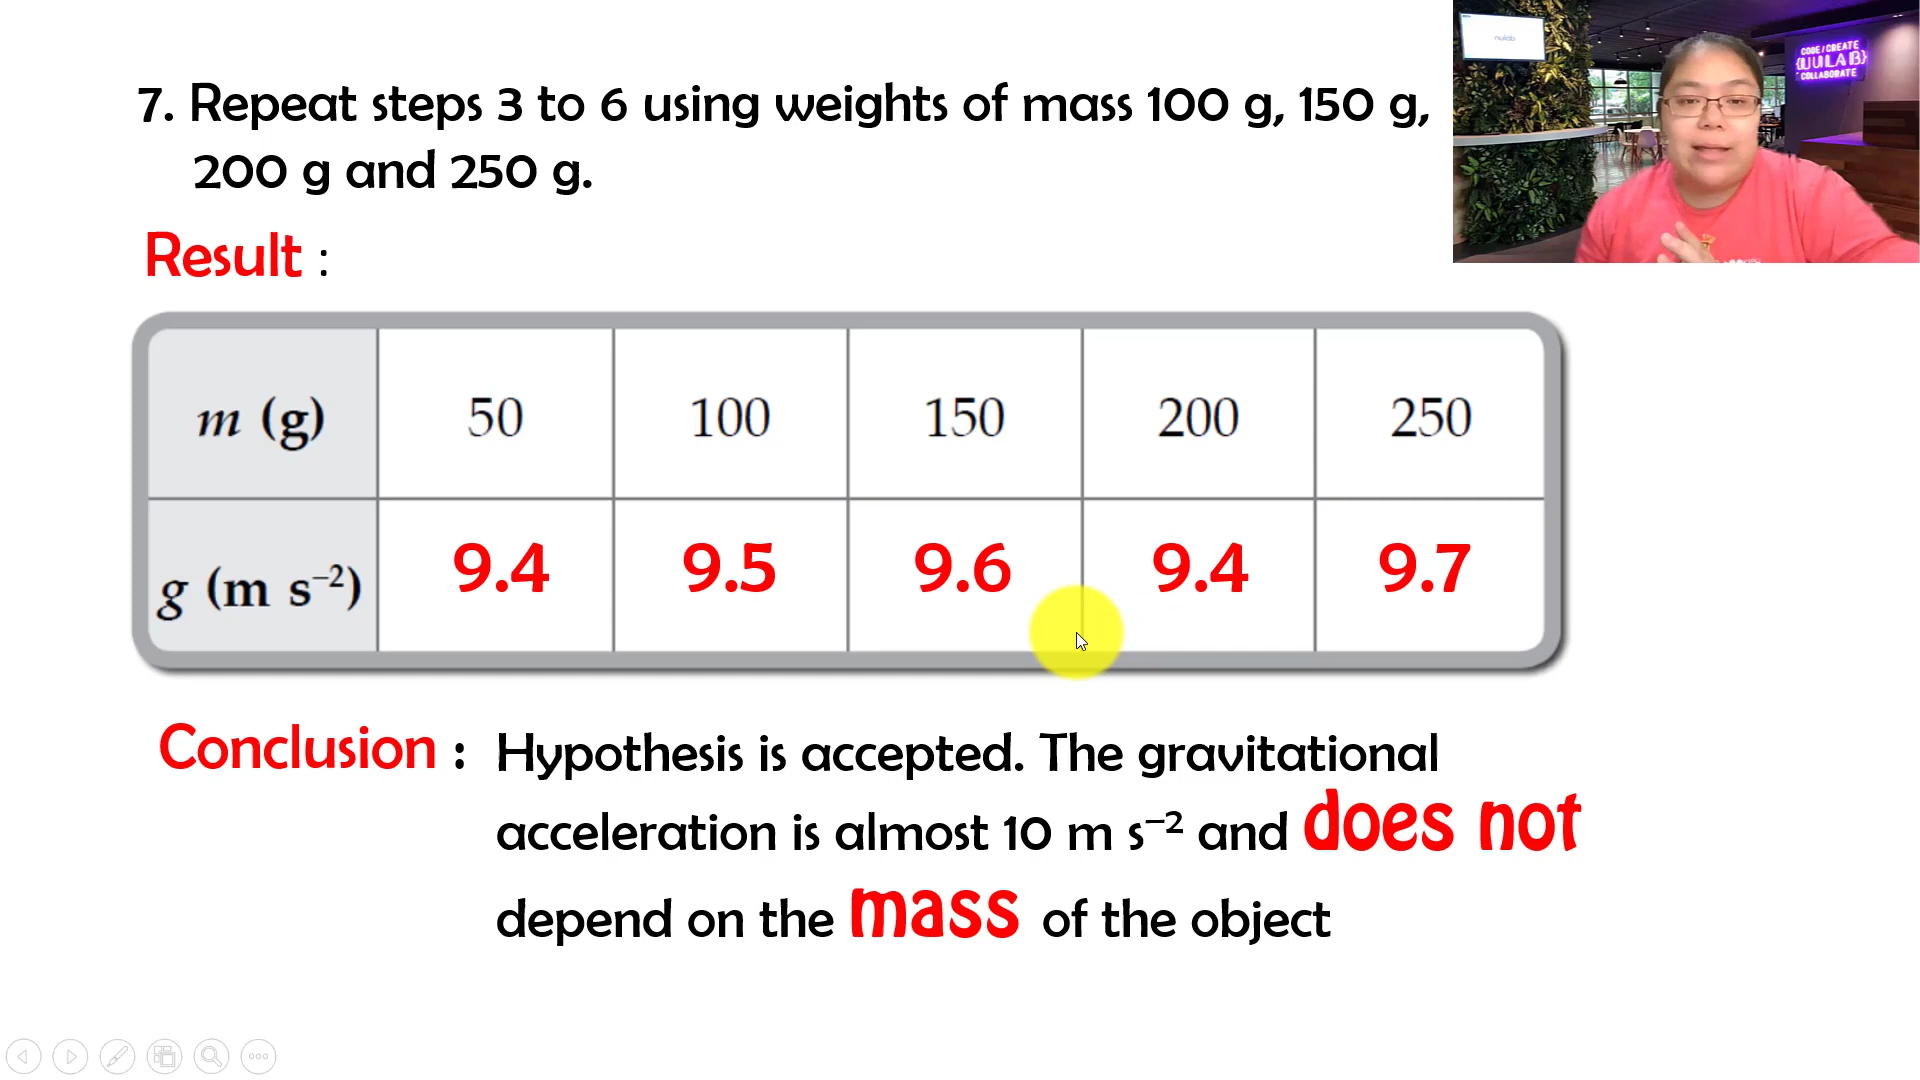 7. Repeat steps 3 to 6 using weights of mass 100 g, 150 g,
200 g and 250 g.
nulab
CODE/CREATE
{NULAB}
COLLABORATE
Result :
m (g) 50 100 150 200 250
g (m s⁻²) 9.4 9.5 9.6 9.4 9.7
Conclusion : Hypothesis is accepted. The gravitational
acceleration is almost 10 m s⁻² and does not
depend on the mass of the object